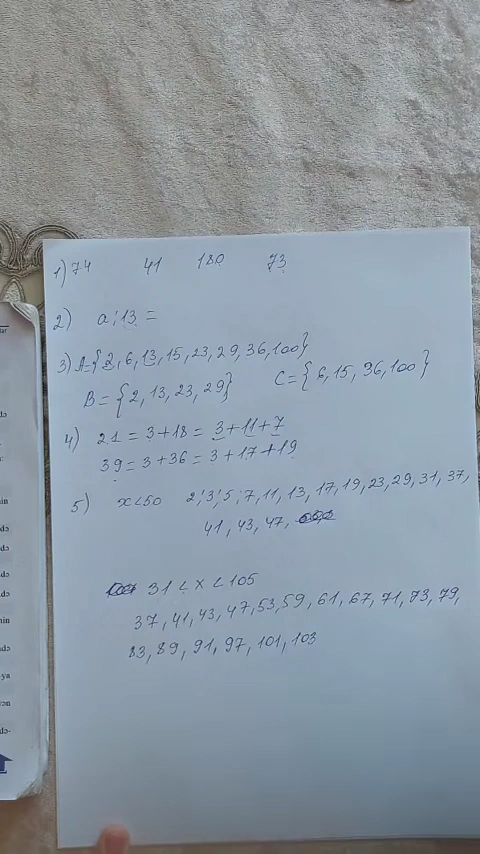 1) 74 41 180 73
2) a : 13 =
3) A={2, 6, 13, 15, 23, 29, 36, 100}
B = {2, 13, 23, 29} C = {6, 15, 36, 100}
4) 21 = 3+18 = 3+11+7
39 = 3+36 = 3+17+19
5) x<50 2, 3, 5, 7, 11, 13, 17, 19, 23, 29, 31, 37,
41, 43, 47,
31 < x < 105
37, 41, 43, 47, 53, 59, 61, 67, 71, 73, 79,
83, 89, 91, 97, 101, 103